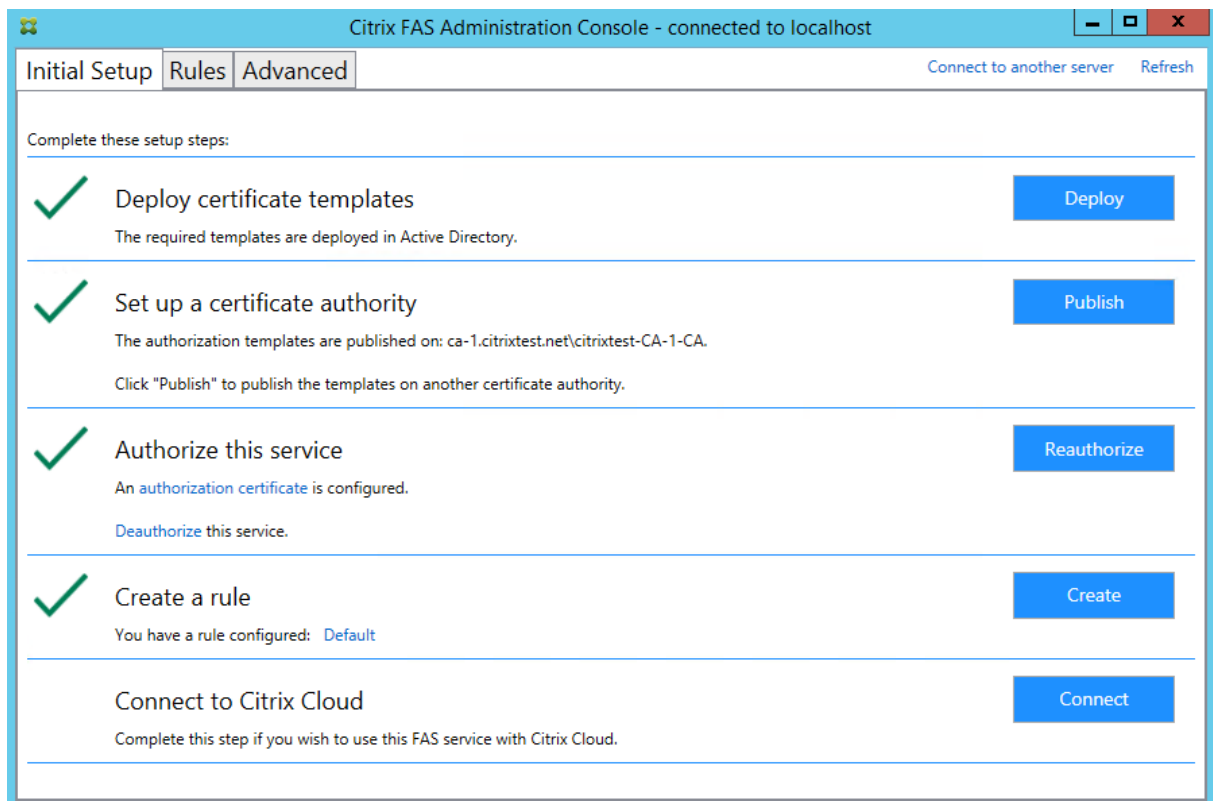 Citrix FAS Administration Console - connected to localhost
Initial Setup Rules Advanced Connect to another server Refresh
Complete these setup steps:
Deploy certificate templates Deploy
The required templates are deployed in Active Directory.
Set up a certificate authority Publish
The authorization templates are published on: ca-1.citrixtest.net\citrixtest-CA-1-CA.
Click "Publish" to publish the templates on another certificate authority.
Authorize this service Reauthorize
An authorization certificate is configured.
Deauthorize this service.
Create a rule Create
You have a rule configured: Default
Connect to Citrix Cloud Connect
Complete this step if you wish to use this FAS service with Citrix Cloud.